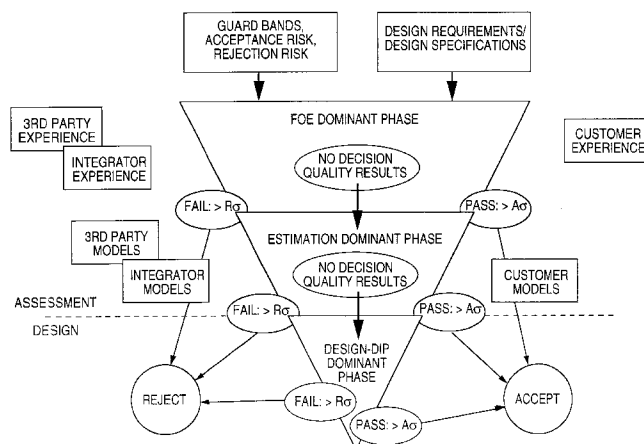 GUARD BANDS,
ACCEPTANCE RISK,
REJECTION RISK
DESIGN REQUIREMENTS/
DESIGN SPECIFICATIONS
FOE DOMINANT PHASE
3RD PARTY
EXPERIENCE
INTEGRATOR
EXPERIENCE
CUSTOMER
EXPERIENCE
NO DECISION
QUALITY RESULTS
FAIL: > Rσ
PASS: > Aσ
ESTIMATION DOMINANT PHASE
3RD PARTY
MODELS
INTEGRATOR
MODELS
NO DECISION
QUALITY RESULTS
CUSTOMER
MODELS
ASSESSMENT
FAIL: > Rσ
PASS: > Aσ
DESIGN
DESIGN-DIP
DOMINANT
PHASE
REJECT
FAIL: > Rσ
ACCEPT
PASS: > Aσ